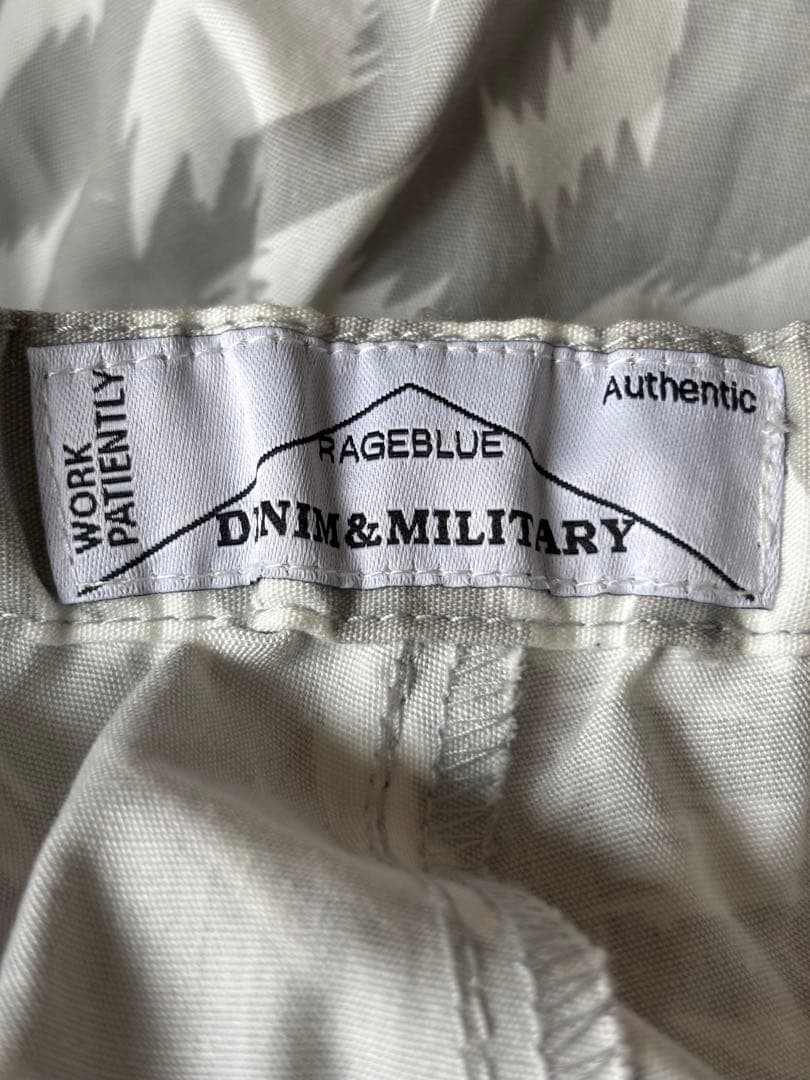 WORK
PATIENTLY
Authentic
RAGEBLUE
DENIM&MILITARY